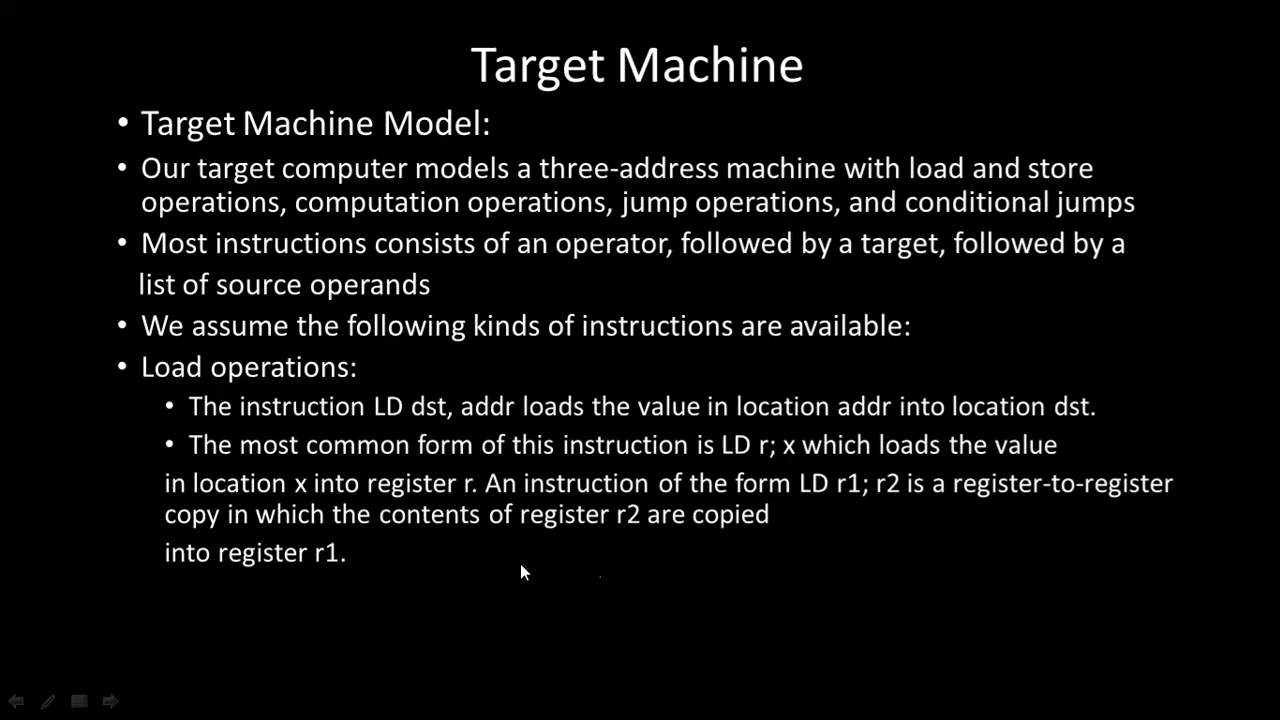 Target Machine
• Target Machine Model:
• Our target computer models a three-address machine with load and store
operations, computation operations, jump operations, and conditional jumps
• Most instructions consists of an operator, followed by a target, followed by a
list of source operands
• We assume the following kinds of instructions are available:
• Load operations:
• The instruction LD dst, addr loads the value in location addr into location dst.
• The most common form of this instruction is LD r; x which loads the value
in location x into register r. An instruction of the form LD r1; r2 is a register-to-register
copy in which the contents of register r2 are copied
into register r1.